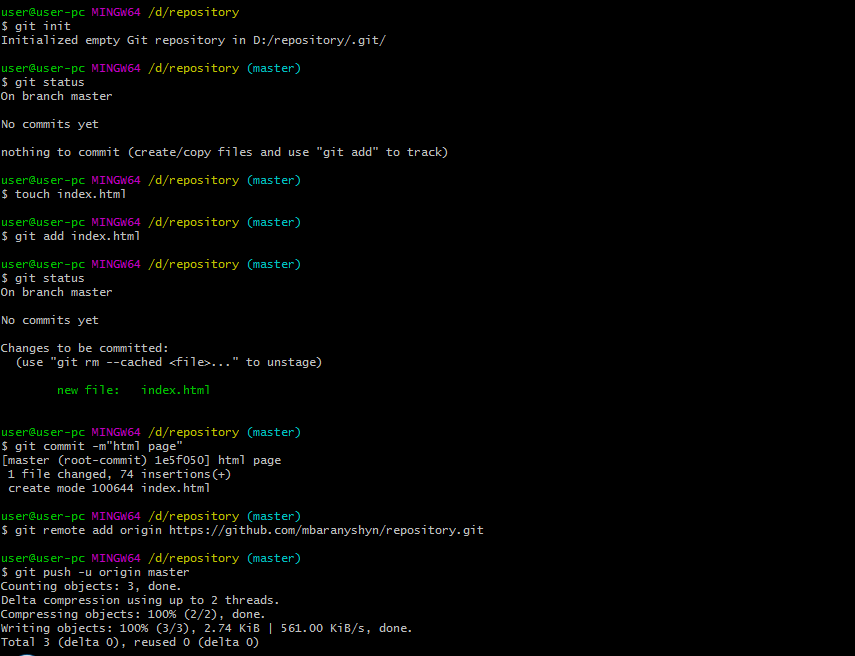 user@user-pc MINGW64 /d/repository
$ git init
Initialized empty Git repository in D:/repository/.git/
user@user-pc MINGW64 /d/repository (master)
$ git status
On branch master
No commits yet
nothing to commit (create/copy files and use "git add" to track)
user@user-pc MINGW64 /d/repository (master)
$ touch index.html
user@user-pc MINGW64 /d/repository (master)
$ git add index.html
user@user-pc MINGW64 /d/repository (master)
$ git status
On branch master
No commits yet
Changes to be committed:
  (use "git rm --cached <file>..." to unstage)
        new file:   index.html
user@user-pc MINGW64 /d/repository (master)
$ git commit -m"html page"
[master (root-commit) 1e5f050] html page
 1 file changed, 74 insertions(+)
 create mode 100644 index.html
user@user-pc MINGW64 /d/repository (master)
$ git remote add origin https://github.com/mbaranyshyn/repository.git
user@user-pc MINGW64 /d/repository (master)
$ git push -u origin master
Counting objects: 3, done.
Delta compression using up to 2 threads.
Compressing objects: 100% (2/2), done.
Writing objects: 100% (3/3), 2.74 KiB | 561.00 KiB/s, done.
Total 3 (delta 0), reused 0 (delta 0)